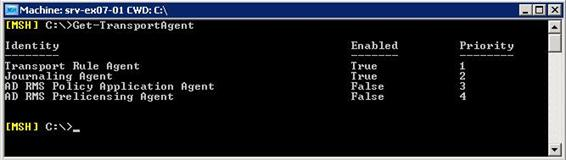 Machine: srv-ex07-01 CWD: C:\
[MSH] C:\>Get-TransportAgent
Identity Enabled Priority
-------- ------- --------
Transport Rule Agent True 1
Journaling Agent True 2
AD RMS Policy Application Agent False 3
AD RMS Prelicensing Agent False 4
[MSH] C:\>_